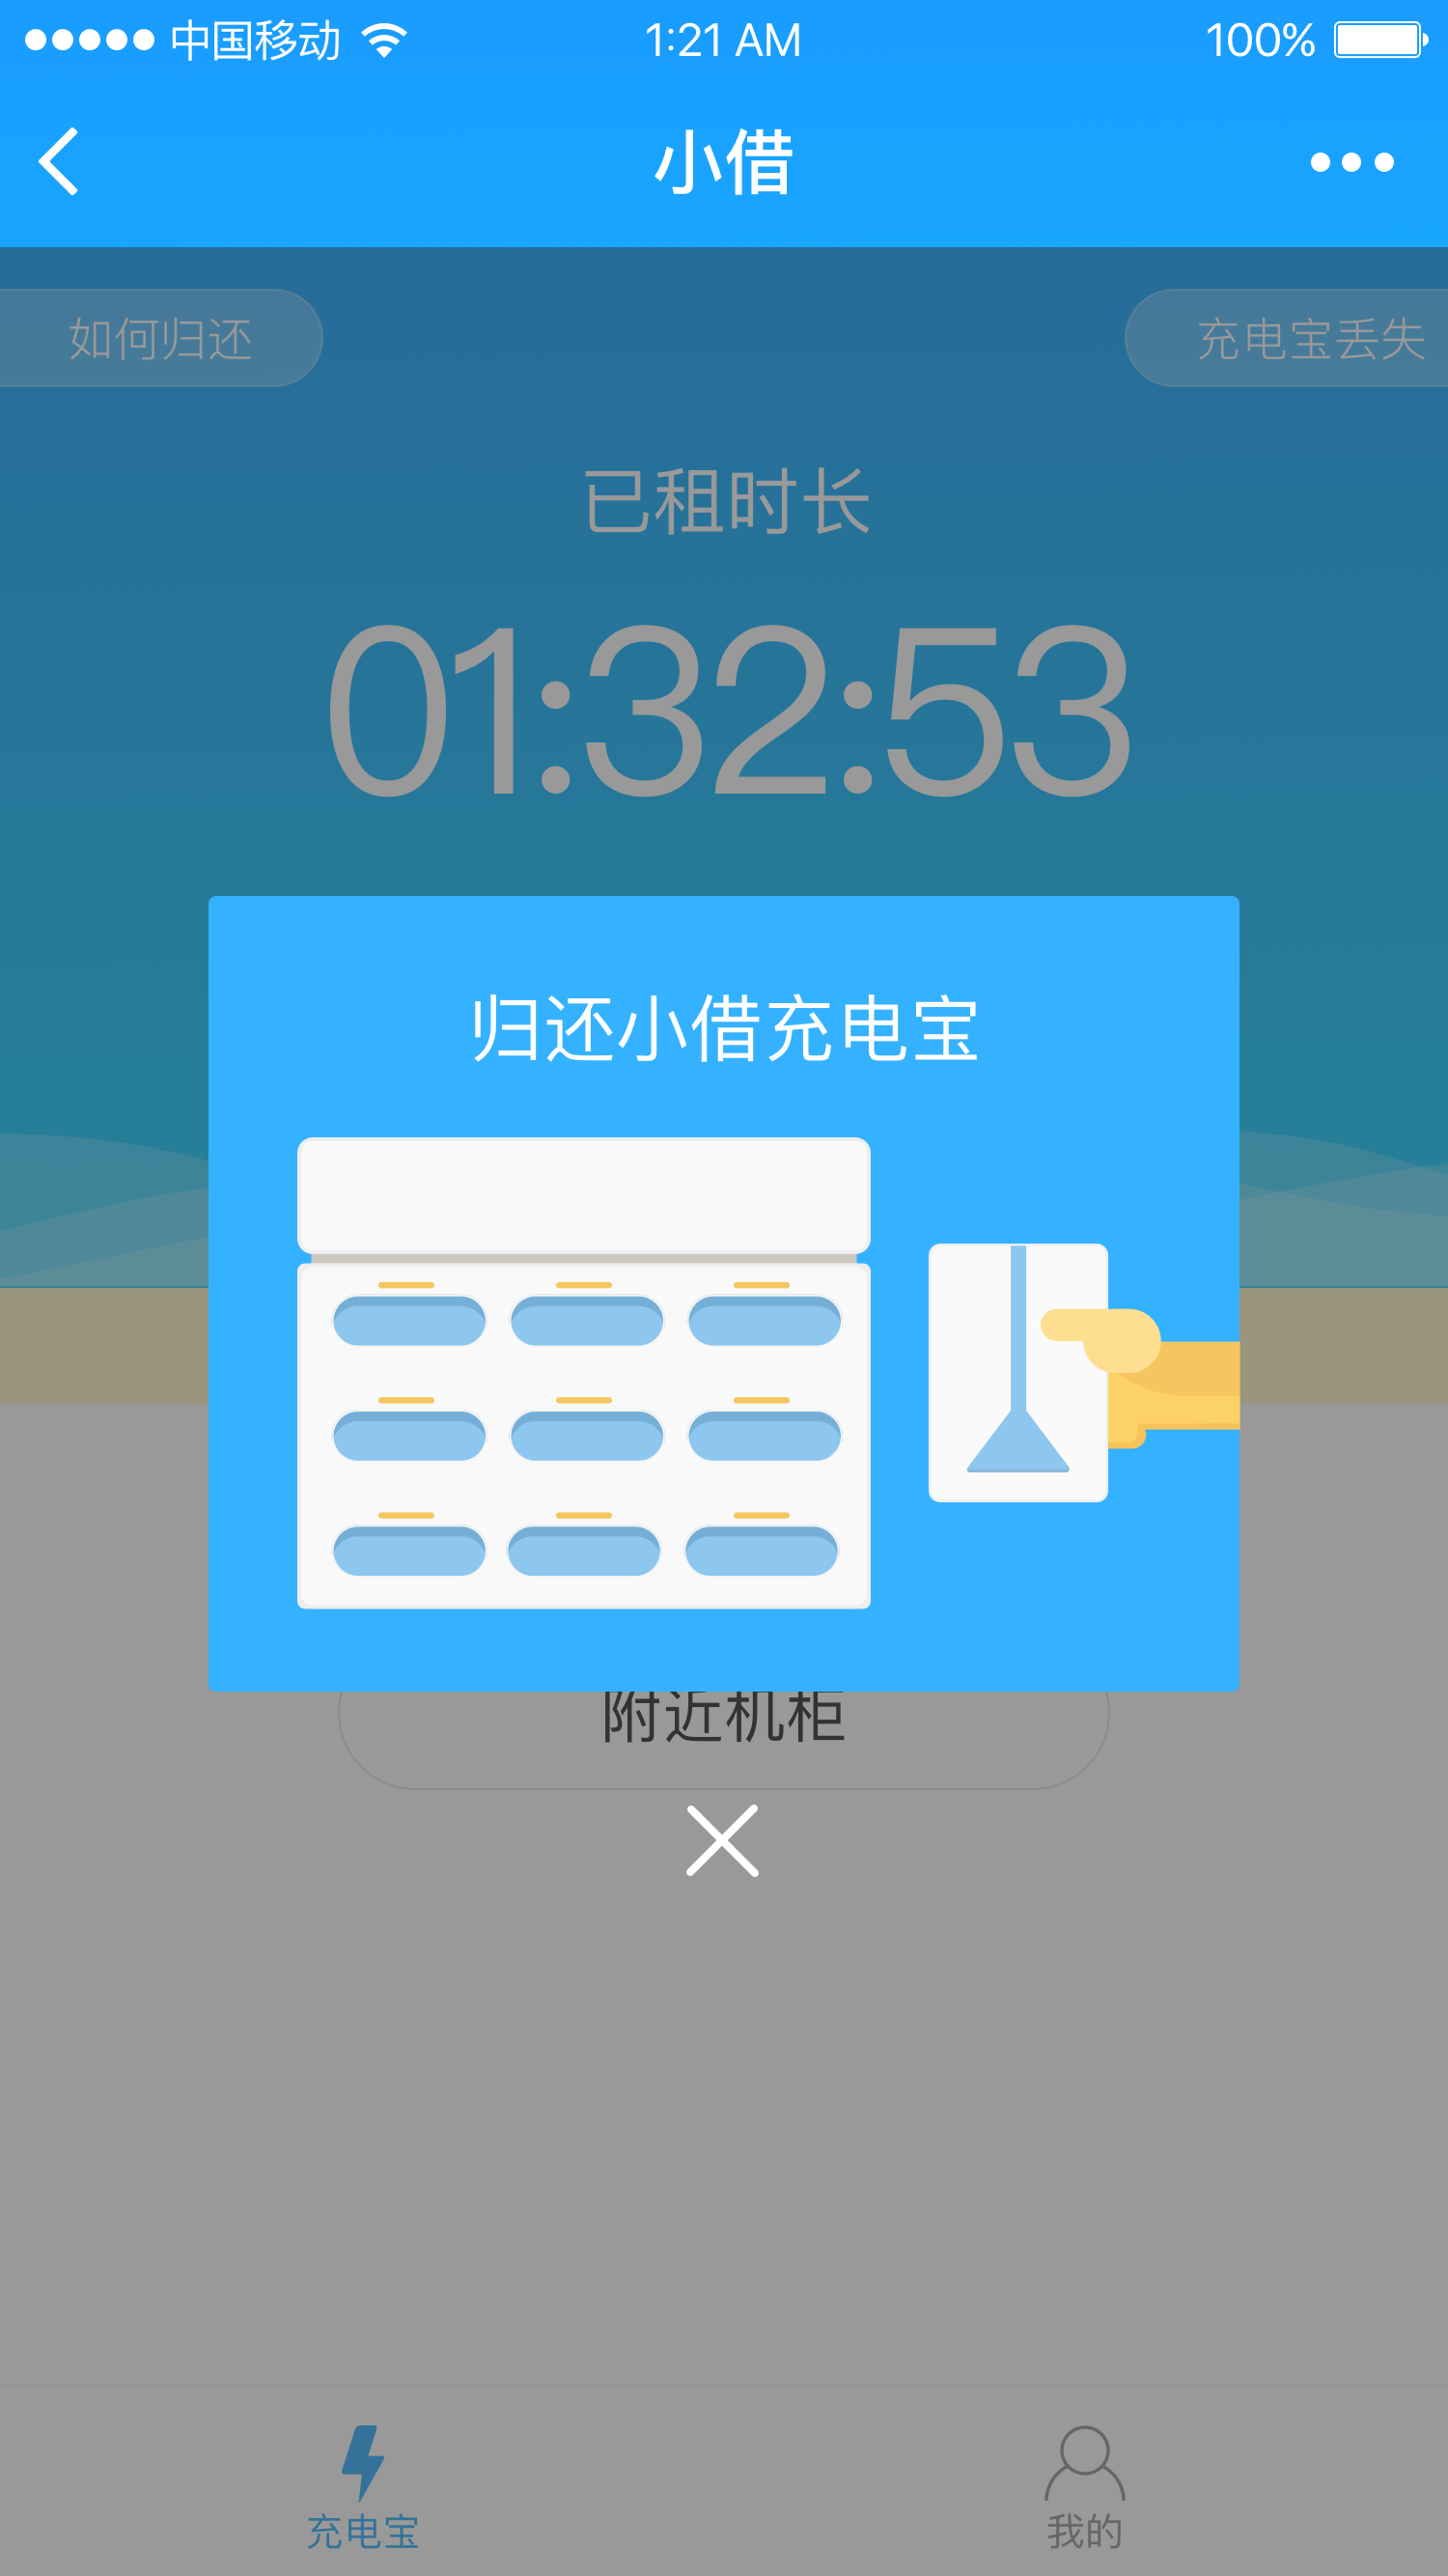 中国移动
1:21 AM
100%
小借
如何归还
充电宝丢失
已租时长
01:32:53
归还小借充电宝
附近机柜
充电宝
我的